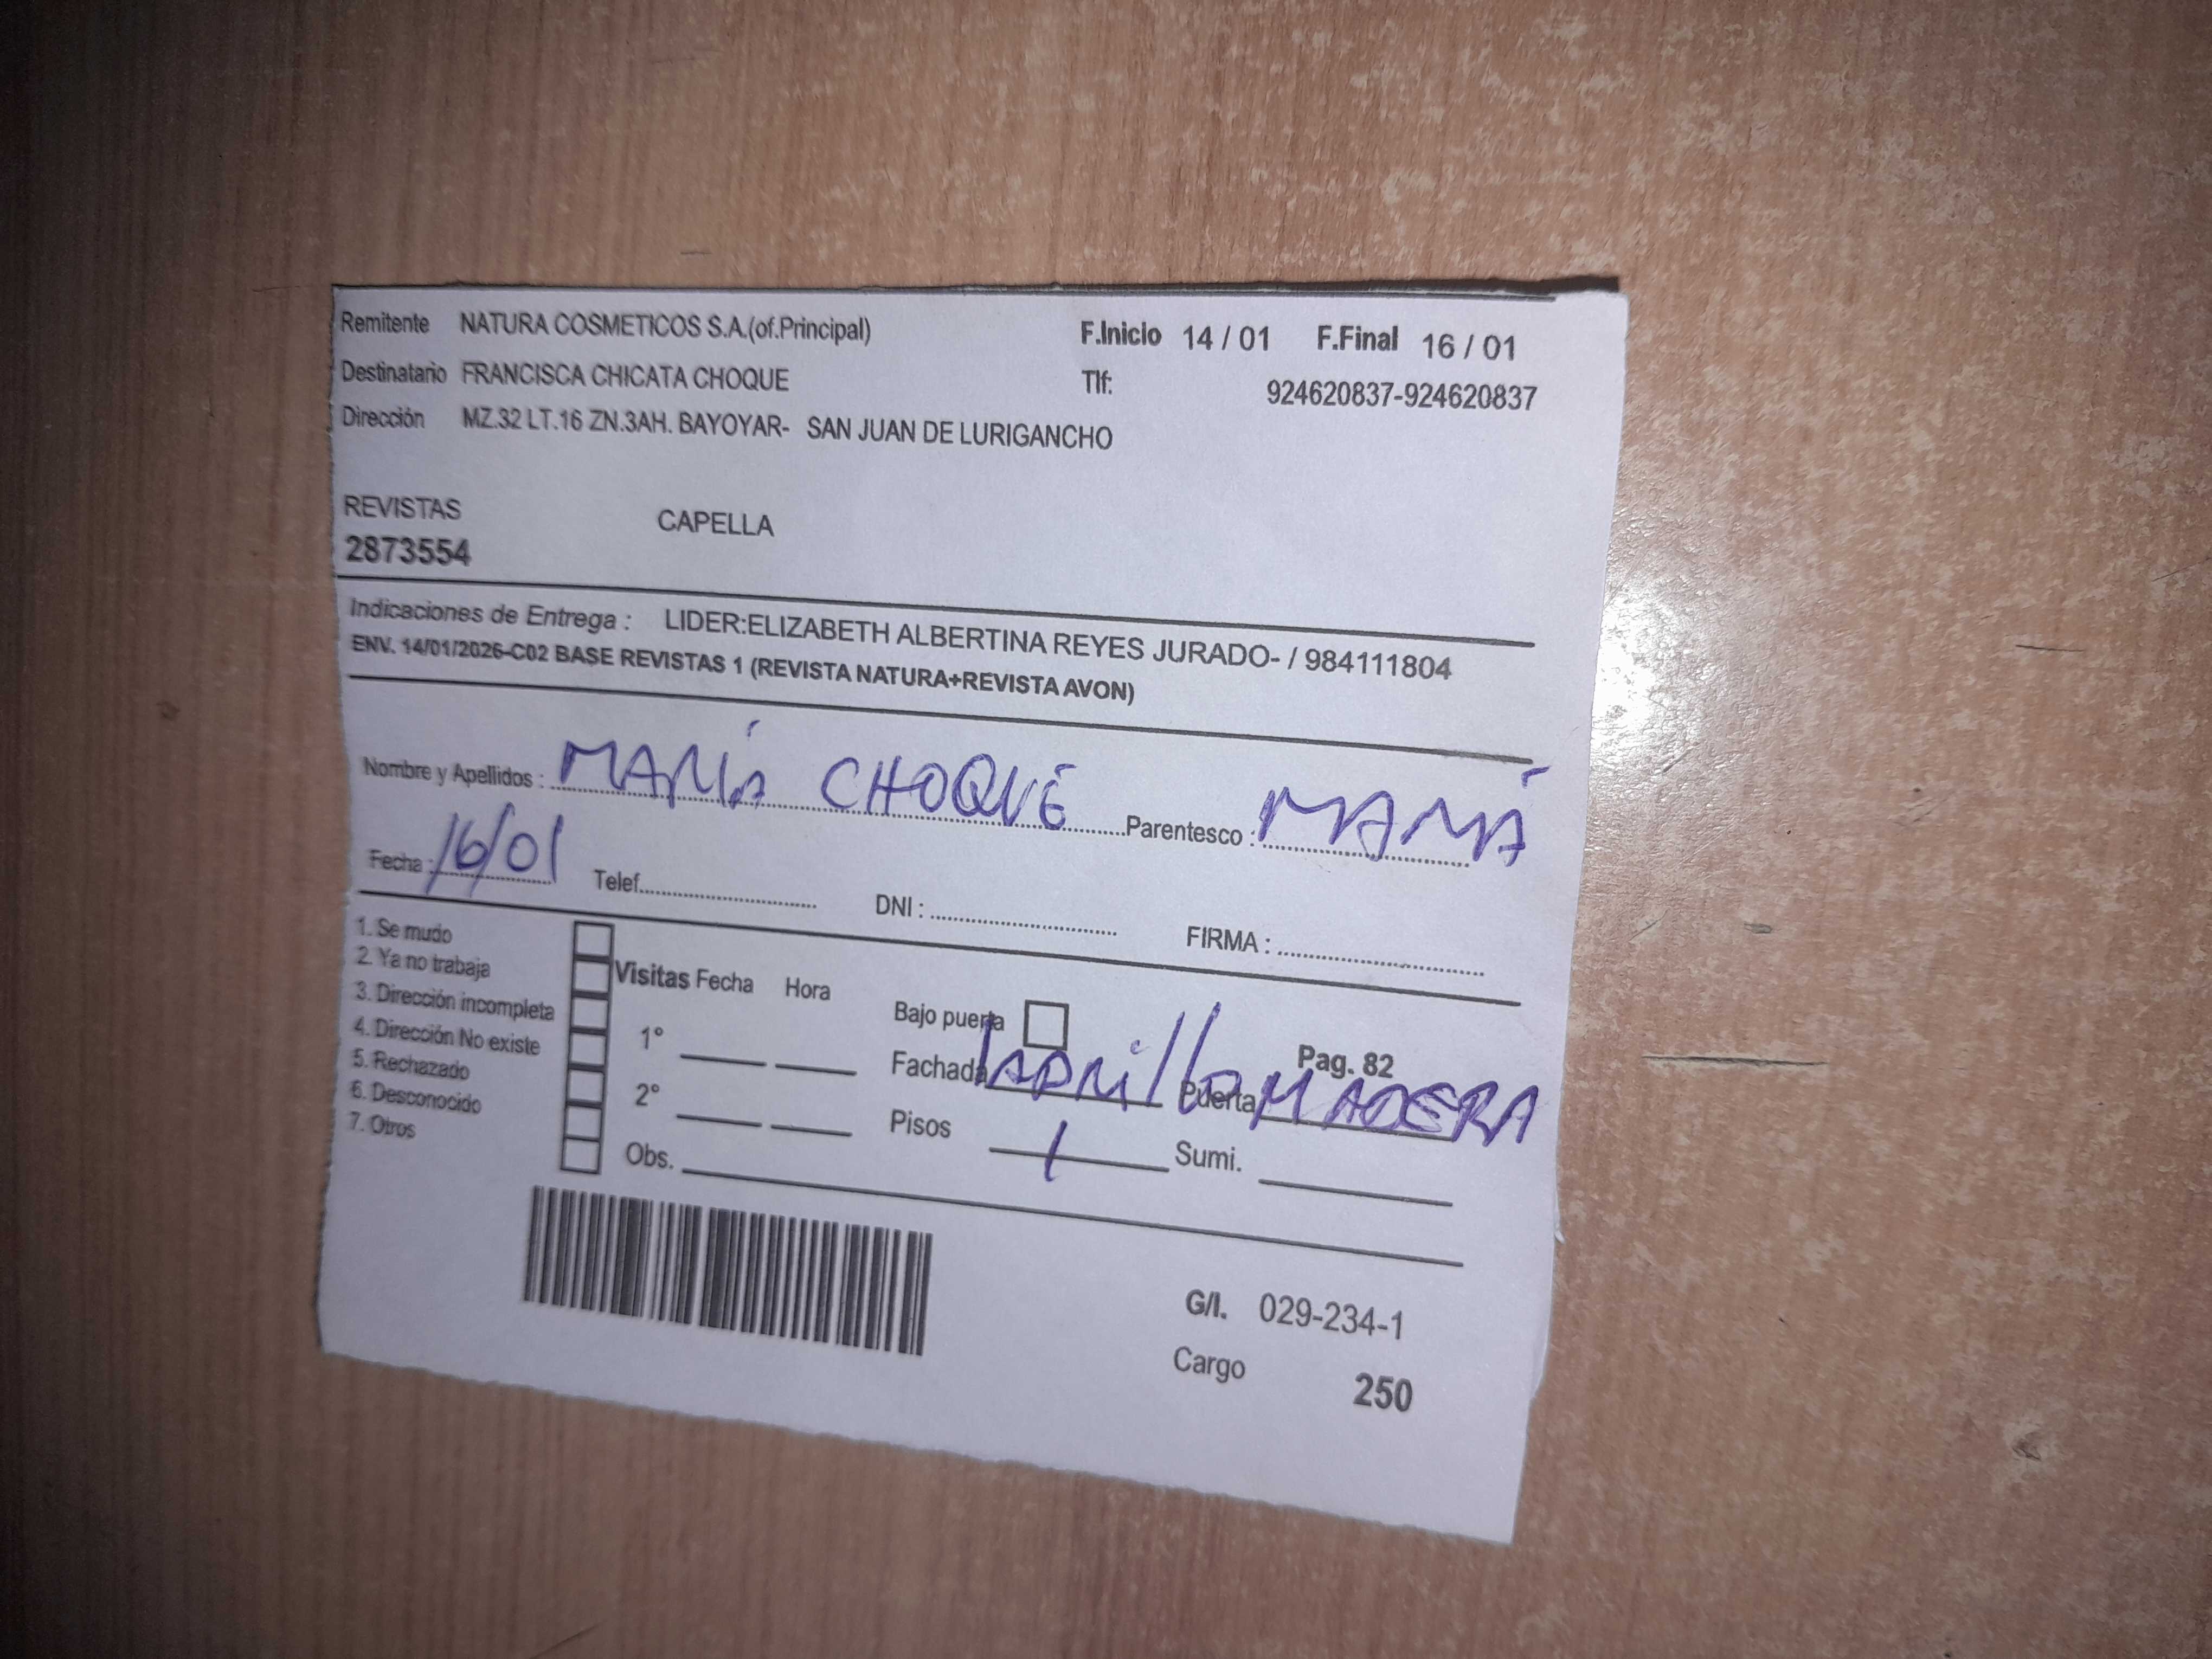 Remitente NATURA COSMETICOS S.A.(of.Principal) F.Inicio 14 / 01 F.Final 16 / 01
Destinatario FRANCISCA CHICATA CHOQUE Tlf: 924620837-924620837
Dirección MZ.32 LT.16 ZN.3AH. BAYOYAR- SAN JUAN DE LURIGANCHO
REVISTAS CAPELLA
2873554
Indicaciones de Entrega : LIDER:ELIZABETH ALBERTINA REYES JURADO- / 984111804
ENV. 14/01/2026-C02 BASE REVISTAS 1 (REVISTA NATURA+REVISTA AVON)
Nombre y Apellidos : MARÍA CHOQUÉ Parentesco : MAMÁ
Fecha : 16/01 Telef. DNI : FIRMA :
1. Se mudo
2. Ya no trabaja
3. Dirección incompleta
4. Dirección No existe
5. Rechazado
6. Desconocido
7. Otros
Visitas Fecha Hora
1°
2°
Obs.
Bajo puerta Pag. 82
Fachada ladrillo Puerta MADERA
Pisos 1 Sumi.
G/I. 029-234-1
Cargo 250